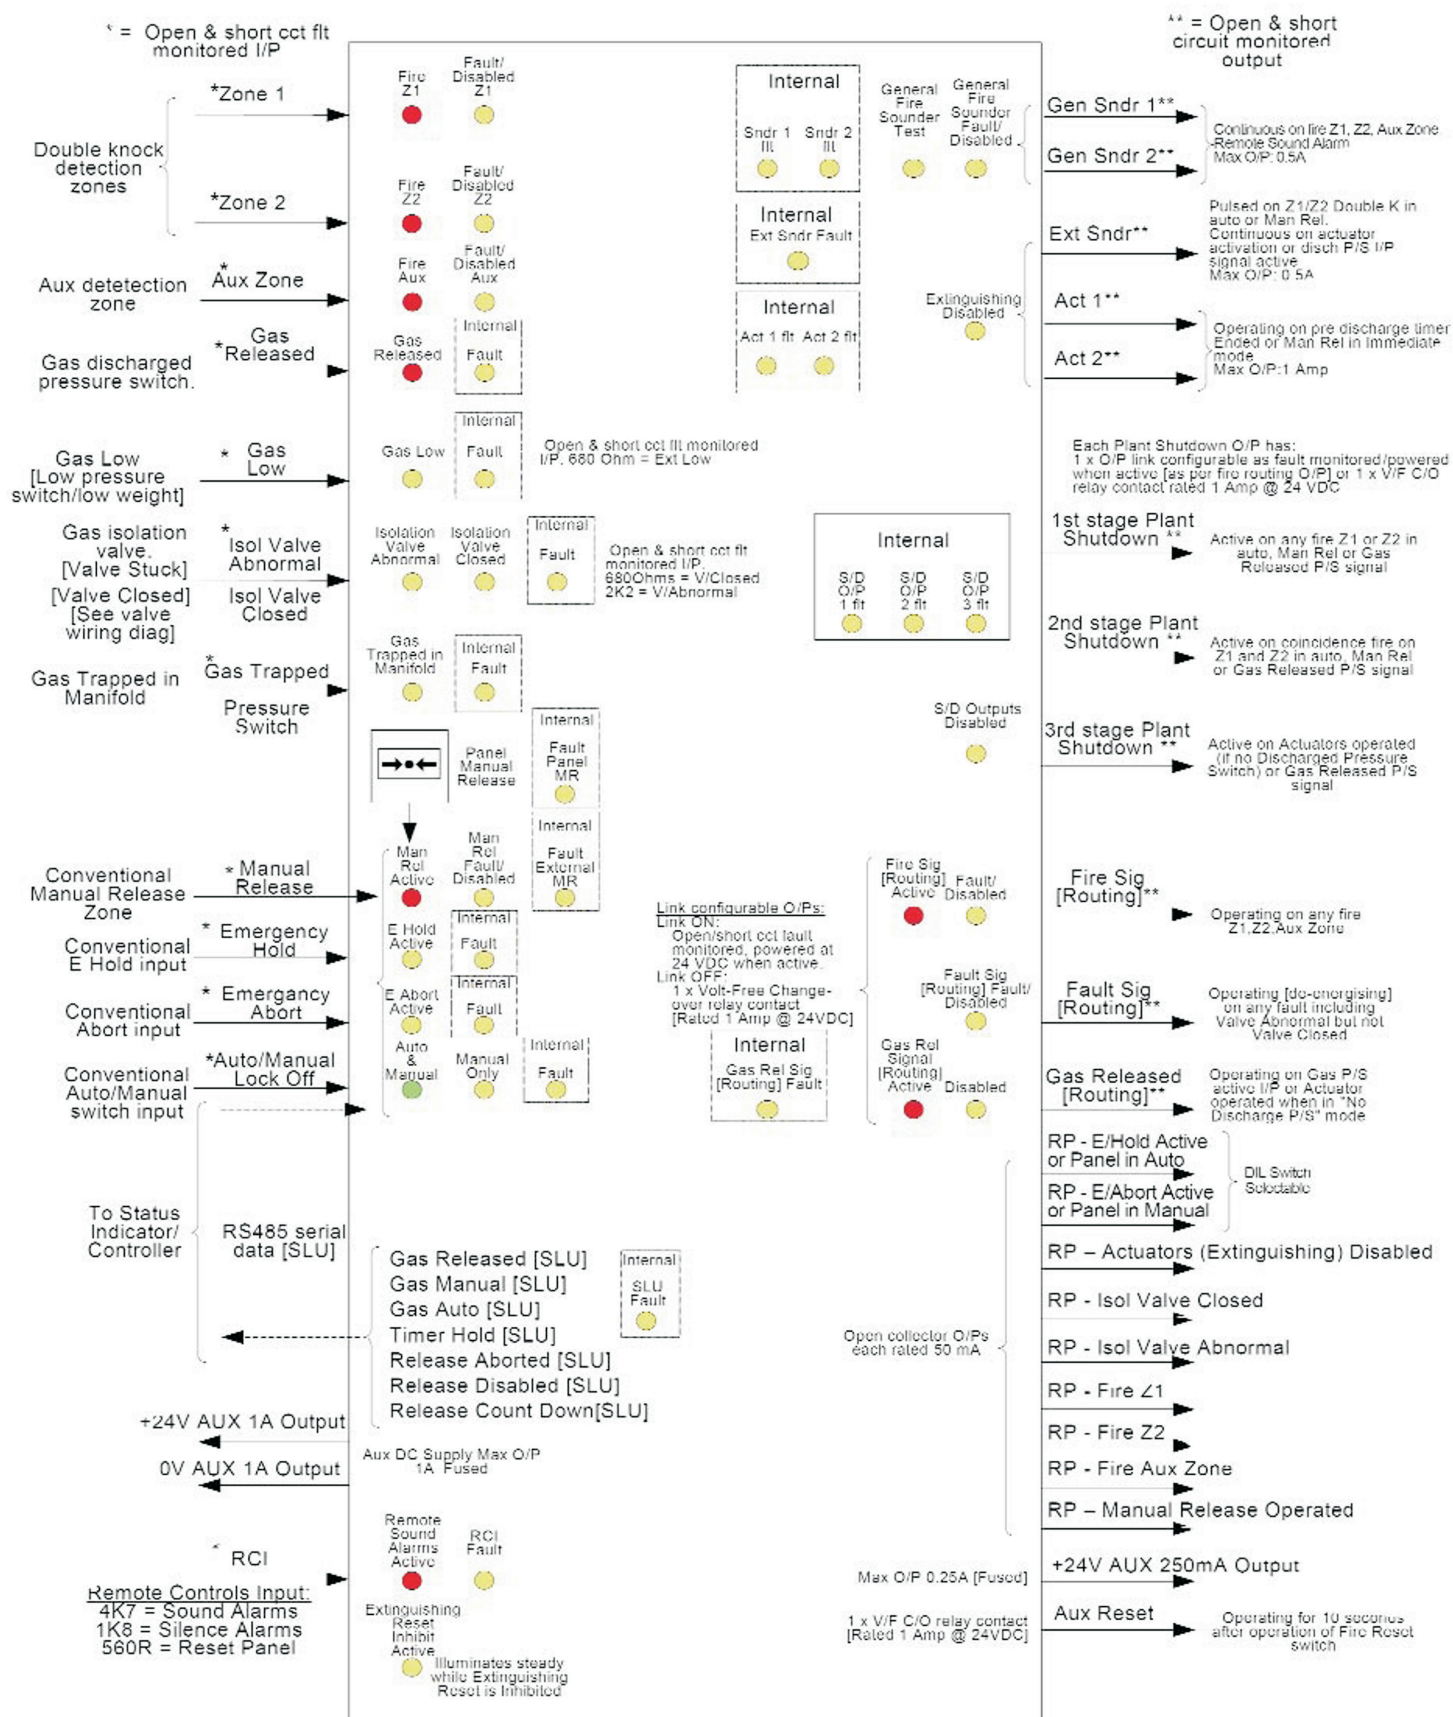 * = Open & short cct flt
monitored I/P
** = Open & short
circuit monitored
output
Double knock
detection
zones
*Zone 1
*Zone 2
Fire
Z1
Fault/
Disabled
Z1
Fire
Z2
Fault/
Disabled
Z2
Aux detetection
zone
*
Aux Zone
Fire
Aux
Fault/
Disabled
Aux
Gas discharged
pressure switch.
* Gas
Released
Gas
Released
Internal
Fault
Gas Low
[Low pressure
switch/low weight]
* Gas
Low
Gas Low
Internal
Fault
Open & short cct flt monitored
I/P. 680 Ohm = Ext Low
Gas isolation
valve.
[Valve Stuck]
[Valve Closed]
[See valve
wiring diag]
*
Isol Valve
Abnormal
Isol Valve
Closed
Isolation
Valve
Abnormal
Isolation
Valve
Closed
Internal
Fault
Open & short cct flt
monitored I/P.
680Ohms = V/Closed
2K2 = V/Abnormal
Gas Trapped in
Manifold
*
Gas Trapped
Pressure
Switch
Gas
Trapped in
Manifold
Internal
Fault
Panel
Manual
Release
Internal
Fault
Panel
MR
Conventional
Manual Release
Zone
* Manual
Release
Man
Rel
Active
Man
Rel
Fault/
Disabled
Internal
Fault
External
MR
Conventional
E Hold input
* Emergency
Hold
E Hold
Active
Internal
Fault
Conventional
Abort input
* Emergancy
Abort
E Abort
Active
Internal
Fault
Conventional
Auto/Manual
switch input
*Auto/Manual
Lock Off
Auto
&
Manual
Manual
Only
Internal
Fault
To Status
Indicator/
Controller
RS485 serial
data [SLU]
Gas Released [SLU]
Gas Manual [SLU]
Gas Auto [SLU]
Timer Hold [SLU]
Release Aborted [SLU]
Release Disabled [SLU]
Release Count Down[SLU]
Internal
SLU
Fault
+24V AUX 1A Output
0V AUX 1A Output
Aux DC Supply Max O/P
1A Fused
* RCI
Remote Controls Input:
4K7 = Sound Alarms
1K8 = Silence Alarms
560R = Reset Panel
Remote
Sound
Alarms
Active
RCI
Fault
Extinguishing
Reset
Inhibit
Active
Illuminates steady
while Extinguishing
Reset is Inhibited
Internal
Sndr 1
flt
Sndr 2
flt
General
Fire
Sounder
Test
General
Fire
Sounder
Fault/
Disabled
Gen Sndr 1**
Gen Sndr 2**
Continuous on fire Z1, Z2, Aux Zone
-Remote Sound Alarm
Max O/P: 0.5A
Internal
Ext Sndr Fault
Ext Sndr**
Pulsed on Z1/Z2 Double K in
auto or Man Rel.
Continuous on actuator
activation or disch P/S I/P
signal active
Max O/P: 0.5A
Internal
Act 1 flt
Act 2 flt
Extinguishing
Disabled
Act 1**
Act 2**
Operating on pre discharge timer
Ended or Man Rel in Immediate
mode
Max O/P:1 Amp
Each Plant Shutdown O/P has:
1 x O/P link configurable as fault monitored/powered
when active [as per fire routing O/P] or 1 x V/F C/O
relay contact rated 1 Amp @ 24 VDC
Internal
S/D
O/P
1 flt
S/D
O/P
2 flt
S/D
O/P
3 flt
1st stage Plant
Shutdown **
Active on any fire Z1 or Z2 in
auto, Man Rel or Gas
Released P/S signal
2nd stage Plant
Shutdown **
Active on coincidence fire on
Z1 and Z2 in auto, Man Rel
or Gas Released P/S signal
S/D Outputs
Disabled
3rd stage Plant
Shutdown **
Active on Actuators operated
(if no Discharged Pressure
Switch) or Gas Released P/S
signal
Link configurable O/Ps:
Link ON:
Open/short cct fault
monitored, powered at
24 VDC when active.
Link OFF:
1 x Volt-Free Change-
over relay contact
[Rated 1 Amp @ 24VDC]
Fire Sig
[Routing]
Active
Fault/
Disabled
Fire Sig
[Routing]**
Operating on any fire
Z1,Z2,Aux Zone
Fault Sig
[Routing] Fault/
Disabled
Fault Sig
[Routing]**
Operating [de-energising]
on any fault including
Valve Abnormal but not
Valve Closed
Internal
Gas Rel Sig
[Routing] Fault
Gas Rel
Signal
[Routing]
Active
Disabled
Gas Released
[Routing]**
Operating on Gas P/S
active I/P or Actuator
operated when in "No
Discharge P/S" mode
Open collector O/Ps
each rated 50 mA
RP - E/Hold Active
or Panel in Auto
RP - E/Abort Active
or Panel in Manual
DIL Switch
Selectable
RP – Actuators (Extinguishing) Disabled
RP - Isol Valve Closed
RP - Isol Valve Abnormal
RP - Fire Z1
RP - Fire Z2
RP - Fire Aux Zone
RP – Manual Release Operated
Max O/P 0.25A [Fused]
+24V AUX 250mA Output
1 x V/F C/O relay contact
[Rated 1 Amp @ 24VDC]
Aux Reset
Operating for 10 seconds
after operation of Fire Reset
switch